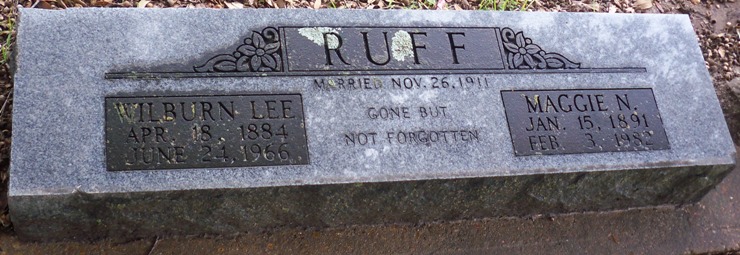 RUFF
MARRIED NOV. 26, 1911
WILBURN LEE
APR. 18, 1884
JUNE 24, 1966
GONE BUT
NOT FORGOTTEN
MAGGIE N.
JAN. 15, 1891
FEB. 3, 1982